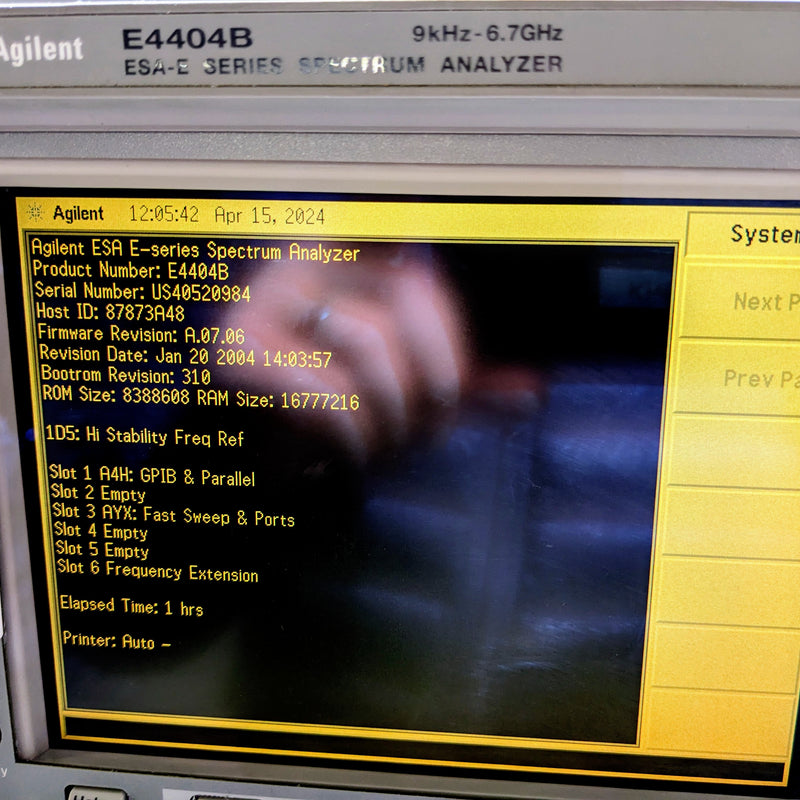 Agilent E4404B 9kHz-6.7GHz
ESA-E SERIES SPECTRUM ANALYZER
Agilent 12:05:42 Apr 15, 2024
System
Agilent ESA E-series Spectrum Analyzer
Product Number: E4404B
Serial Number: US40520984
Host ID: 87873A48
Firmware Revision: A.07.06
Revision Date: Jan 20 2004 14:03:57
Bootrom Revision: 310
ROM Size: 8388608 RAM Size: 16777216
1D5: Hi Stability Freq Ref
Slot 1 A4H: GPIB & Parallel
Slot 2 Empty
Slot 3 AYX: Fast Sweep & Ports
Slot 4 Empty
Slot 5 Empty
Slot 6 Frequency Extension
Elapsed Time: 1 hrs
Printer: Auto -
Next P
Prev Pa